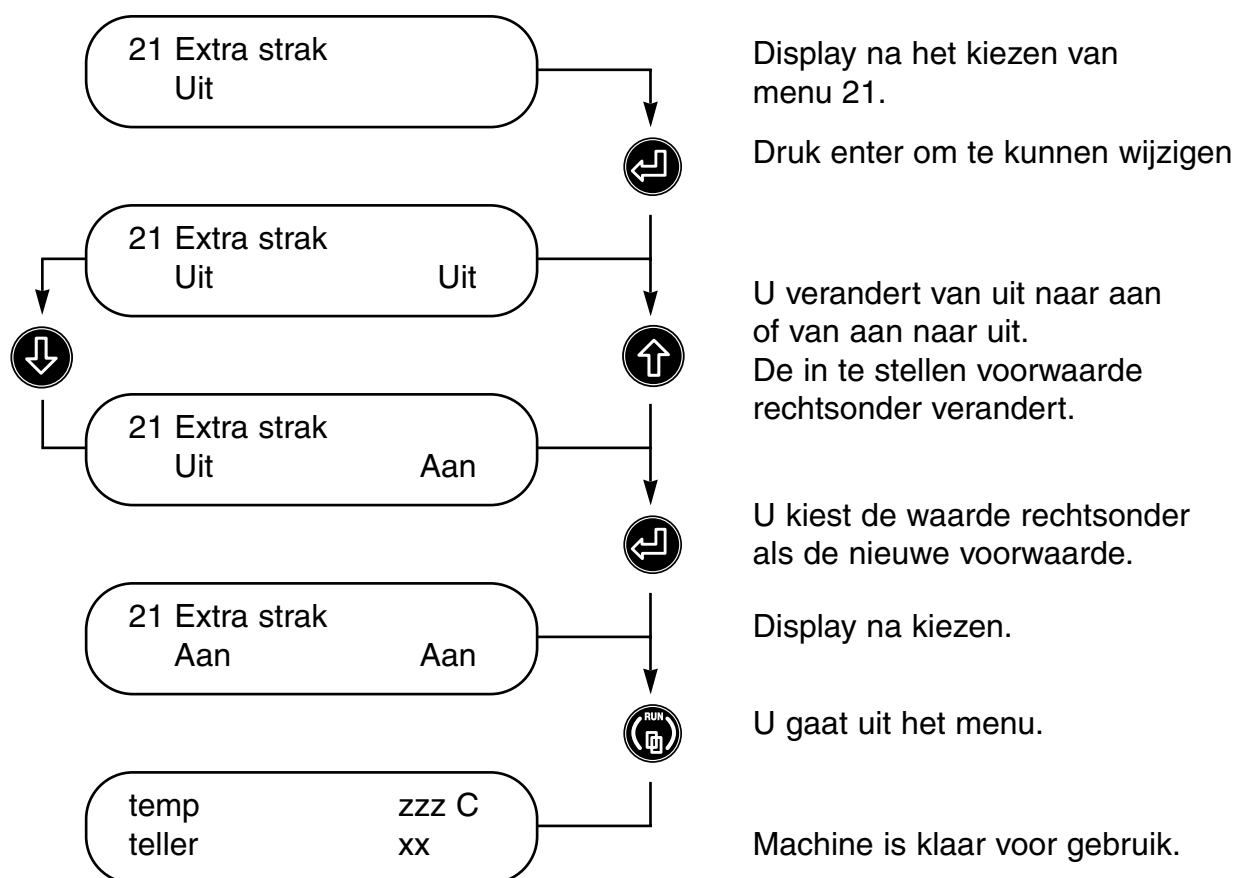 21 Extra strak
Uit
Display na het kiezen van
menu 21.
Druk enter om te kunnen wijzigen
21 Extra strak
Uit Uit
U verandert van uit naar aan
of van aan naar uit.
De in te stellen voorwaarde
rechtsonder verandert.
21 Extra strak
Uit Aan
U kiest de waarde rechtsonder
als de nieuwe voorwaarde.
21 Extra strak
Aan Aan
Display na kiezen.
RUN
U gaat uit het menu.
temp zzz C
teller xx
Machine is klaar voor gebruik.